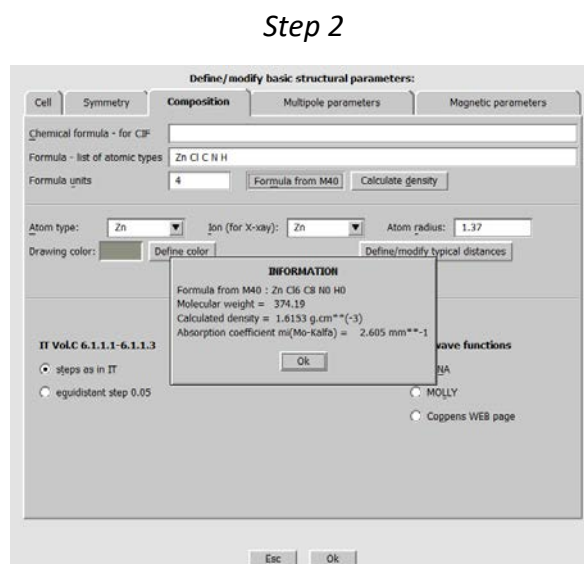 Step 2
Define/modify basic structural parameters:
Cell Symmetry Composition Multipole parameters Magnetic parameters
Chemical formula - for CIF
Formula - list of atomic types Zn Cl C N H
Formula units 4 Formula from M40 Calculate density
Atom type: Zn Ion (for X-xay): Zn Atom radius: 1.37
Drawing color: Define color Define/modify typical distances
INFORMATION
Formula from M40 : Zn Cl6 C8 N0 H0
Molecular weight = 374.19
Calculated density = 1.6153 g.cm**(-3)
Absorption coefficient mi(Mo-Kalfa) = 2.605 mm**-1
Ok
IT Vol.C 6.1.1.1-6.1.1.3 wave functions
steps as in IT NA
equidistant step 0.05 MOLLY
Coppens WEB page
Esc Ok